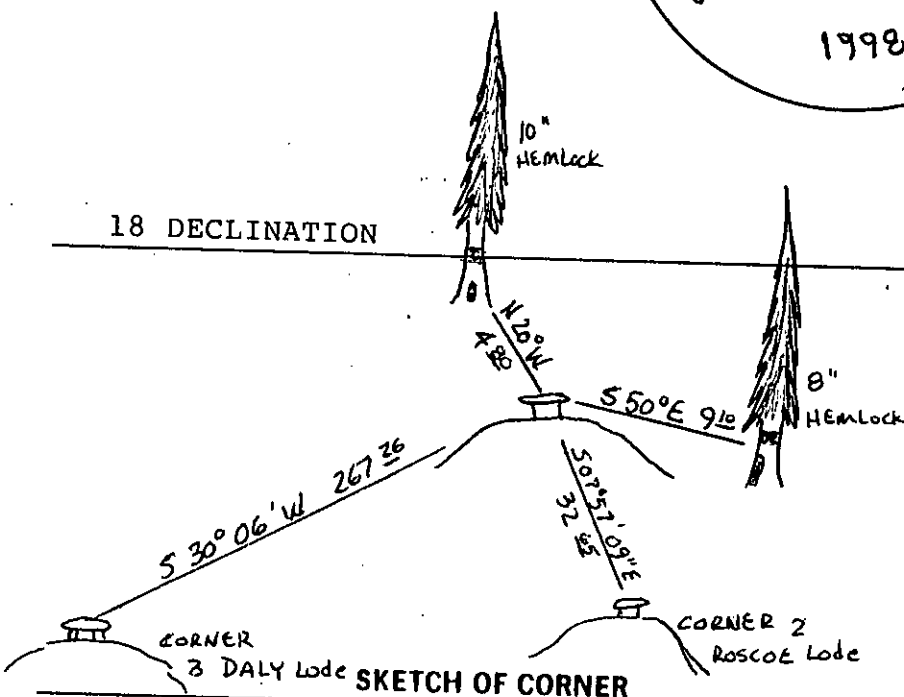 1998
10"
HEMLOCK
18 DECLINATION
N 20° W
4 80
8"
HEMLOCK
S 50° E 9 10
S 30° 06' W 267 26
S 07° 57' 09" E
32 65
CORNER
3 DALY Lode
CORNER 2
ROSCOE Lode
SKETCH OF CORNER